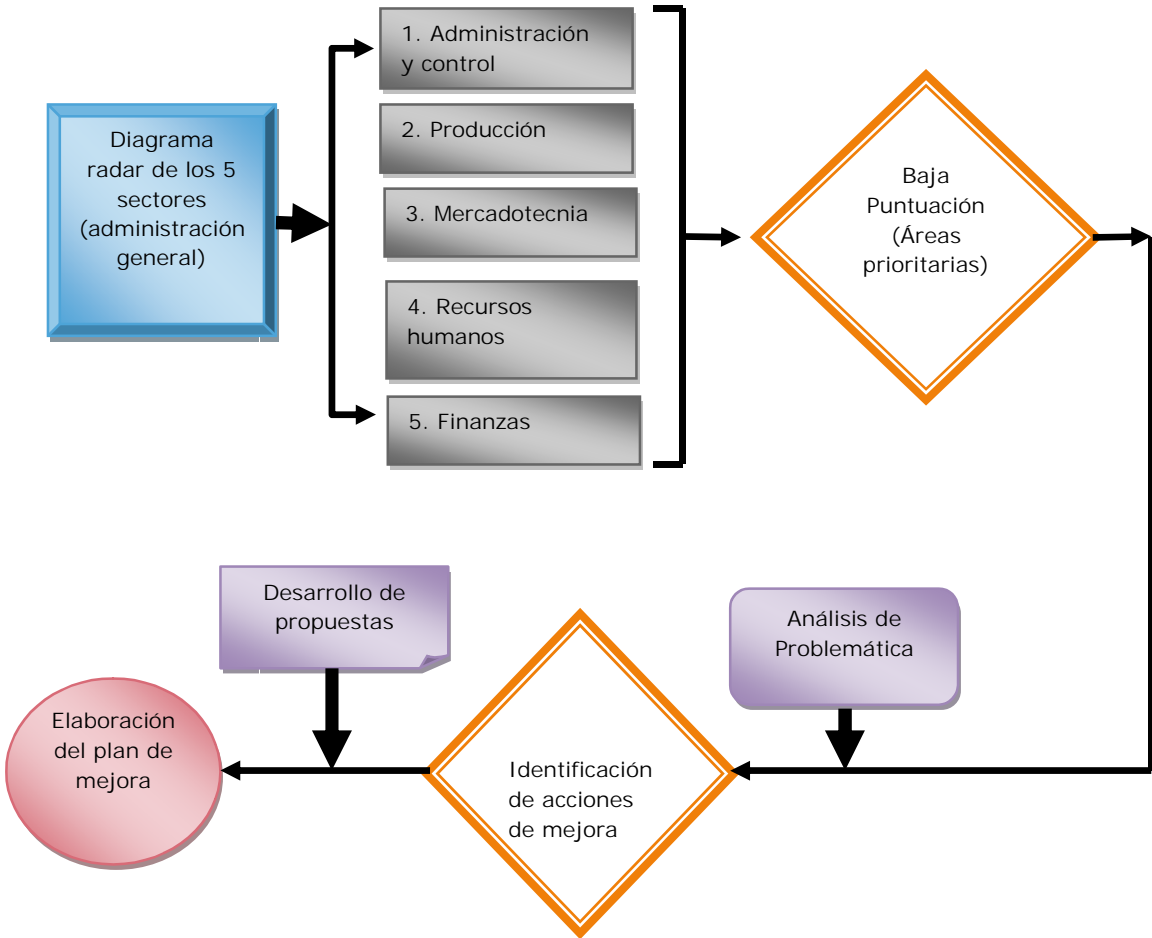 Diagrama
radar de los 5
sectores
(administración
general)
1. Administración
y control
2. Producción
3. Mercadotecnia
4. Recursos
humanos
5. Finanzas
Baja
Puntuación
(Áreas
prioritarias)
Análisis de
Problemática
Identificación
de acciones
de mejora
Desarrollo de
propuestas
Elaboración
del plan de
mejora